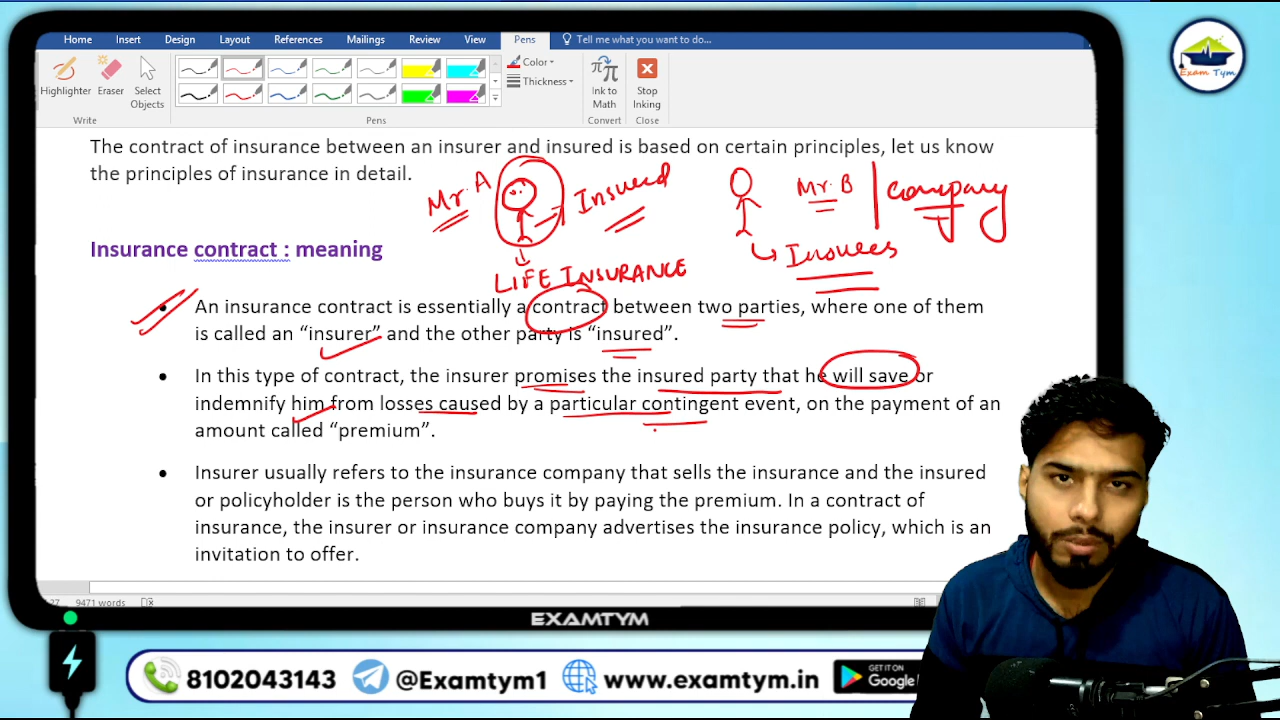 Home Insert Design Layout References Mailings Review View Pens Tell me what you want to do...
Highlighter Eraser Select Objects
Color
Thickness
Ink to Math
Stop Inking
Write Pens Convert Close
Exam Tym
The contract of insurance between an insurer and insured is based on certain principles, let us know
the principles of insurance in detail.
Mr. A
Insured
Mr. B
company
LIFE INSURANCE
Insurance contract : meaning
An insurance contract is essentially a contract between two parties, where one of them
is called an “insurer” and the other party is “insured”.
In this type of contract, the insurer promises the insured party that he will save or
indemnify him from losses caused by a particular contingent event, on the payment of an
amount called “premium”.
Insurer usually refers to the insurance company that sells the insurance and the insured
or policyholder is the person who buys it by paying the premium. In a contract of
insurance, the insurer or insurance company advertises the insurance policy, which is an
invitation to offer.
9471 words
EXAMTYM
8102043143 @Examtym1 www.examtym.in GET IT ON
Google